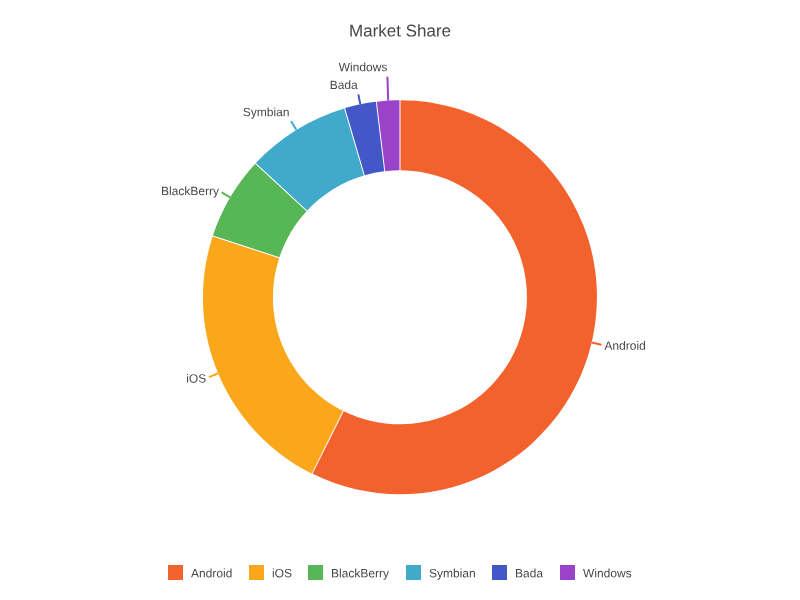 Market Share
Windows
Bada
Symbian
BlackBerry
Android
iOS
Android iOS BlackBerry Symbian Bada Windows